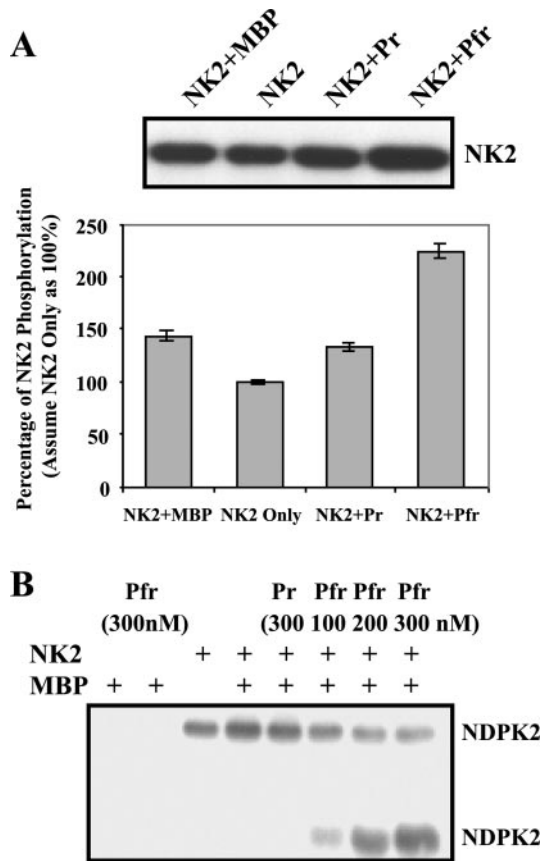 A
NK2+MBP NK2 NK2+Pr NK2+Pfr
NK2
Percentage of NK2 Phosphorylation
(Assume NK2 Only as 100%)
250
200
150
100
50
0
NK2+MBP NK2 Only NK2+Pr NK2+Pfr
B
Pfr Pr Pfr Pfr Pfr
(300nM) (300 100 200 300 nM)
NK2 + + + + + +
MBP + + + + + + +
NDPK2
NDPK2